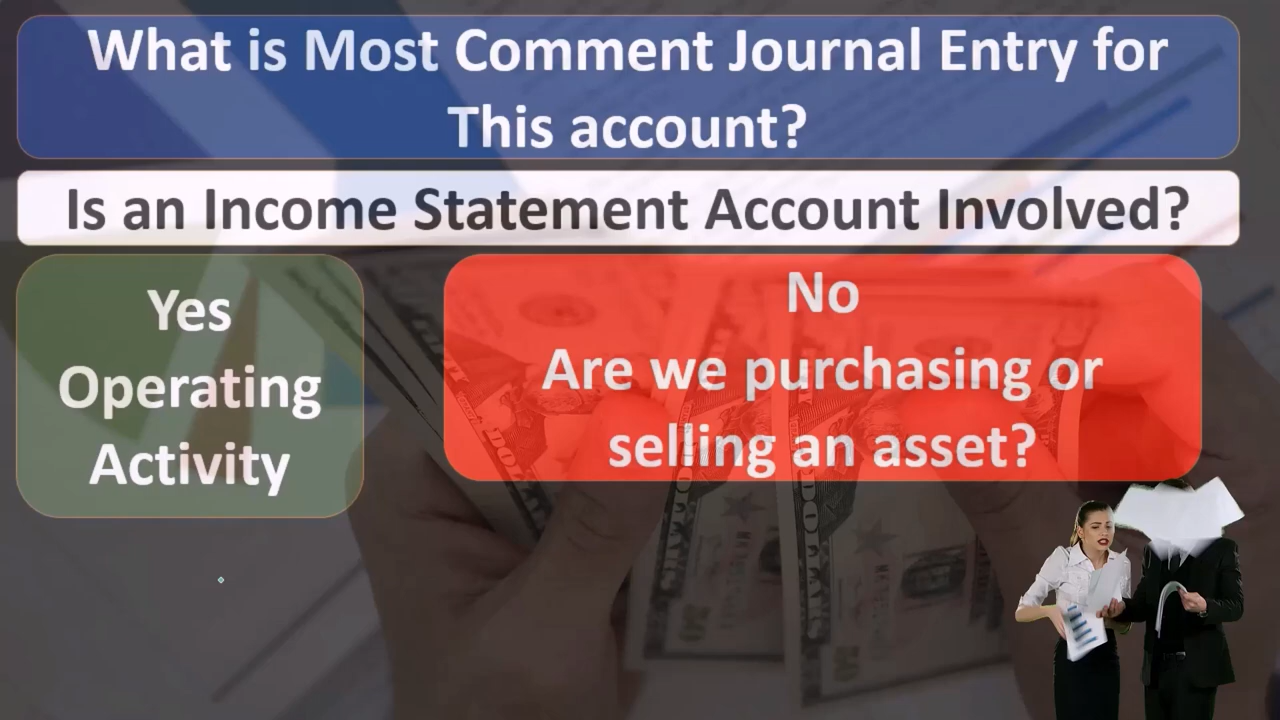 What is Most Comment Journal Entry for
This account?
Is an Income Statement Account Involved?
Yes
Operating
Activity
No
Are we purchasing or
selling an asset?